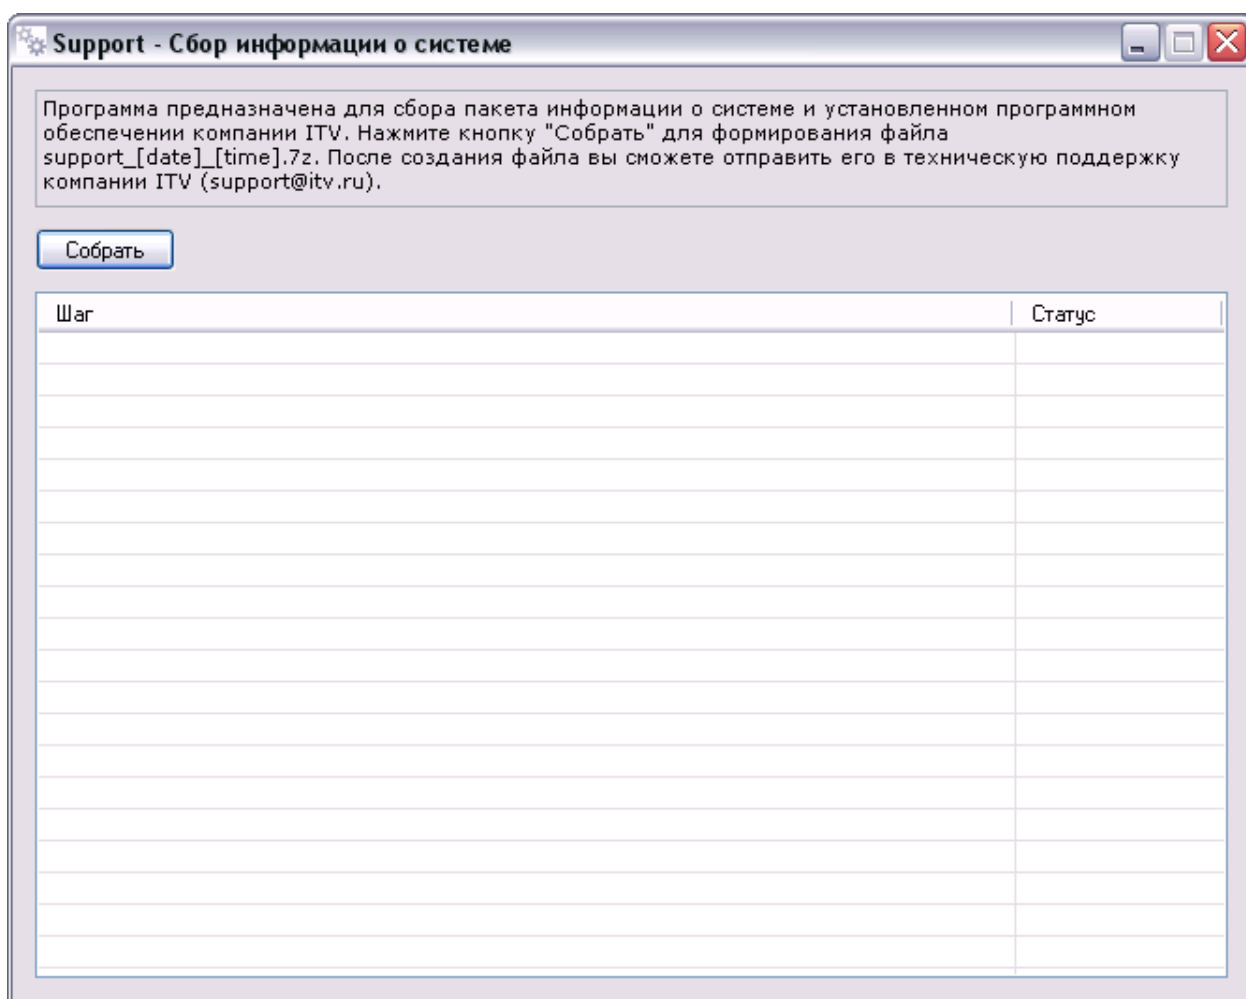 Support - Сбор информации о системе
Программа предназначена для сбора пакета информации о системе и установленном программном
обеспечении компании ITV. Нажмите кнопку "Собрать" для формирования файла
support_[date]_[time].7z. После создания файла вы сможете отправить его в техническую поддержку
компании ITV (support@itv.ru).
Собрать
Шаг Статус